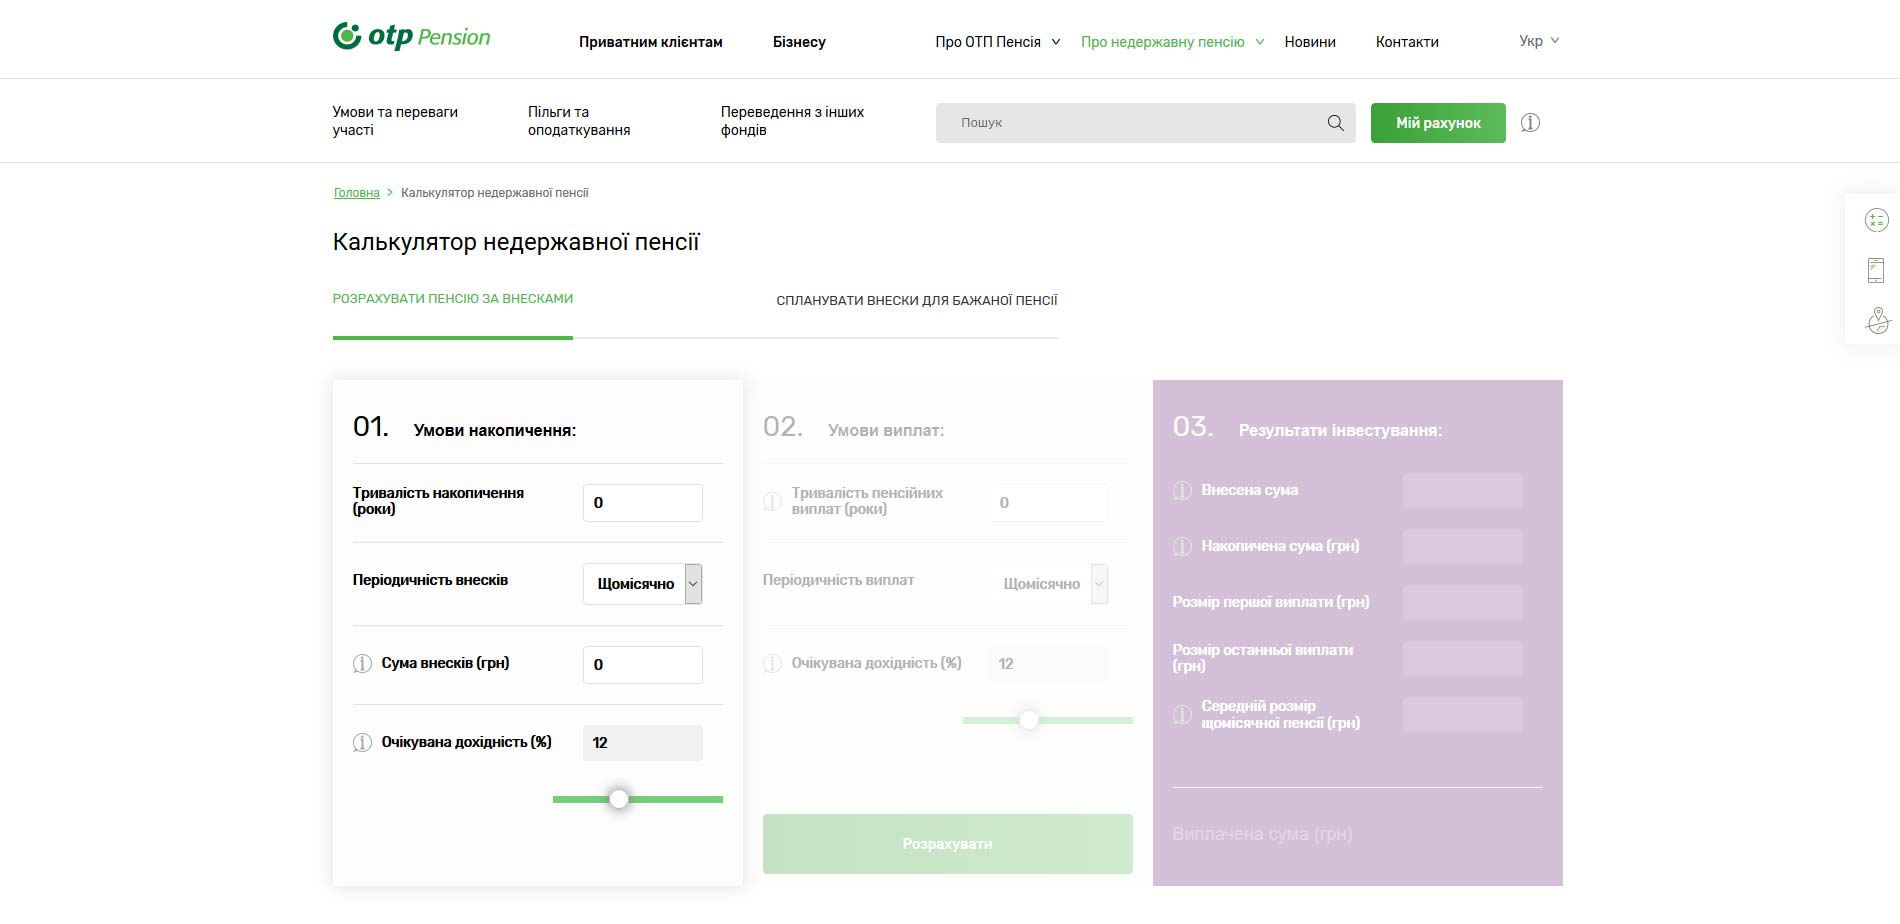 otp Pension
Приватним клієнтам
Бізнесу
Про ОТП Пенсія
Про недержавну пенсію
Новини
Контакти
Укр
Умови та переваги
участі
Пільги та
оподаткування
Переведення з інших
фондів
Пошук
Мій рахунок
Головна > Калькулятор недержавної пенсії
Калькулятор недержавної пенсії
РОЗРАХУВАТИ ПЕНСІЮ ЗА ВНЕСКАМИ
СПЛАНУВАТИ ВНЕСКИ ДЛЯ БАЖАНОЇ ПЕНСІЇ
01. Умови накопичення:
Тривалість накопичення
(роки)
0
Періодичність внесків
Щомісячно
Сума внесків (грн)
0
Очікувана дохідність (%)
12
02. Умови виплат:
Тривалість пенсійних
виплат (роки)
0
Періодичність виплат
Щомісячно
Очікувана дохідність (%)
12
Розрахувати
03. Результати інвестування:
Внесена сума
Накопичена сума (грн)
Розмір першої виплати (грн)
Розмір останньої виплати
(грн)
Середній розмір
щомісячної пенсії (грн)
Виплачена сума (грн)